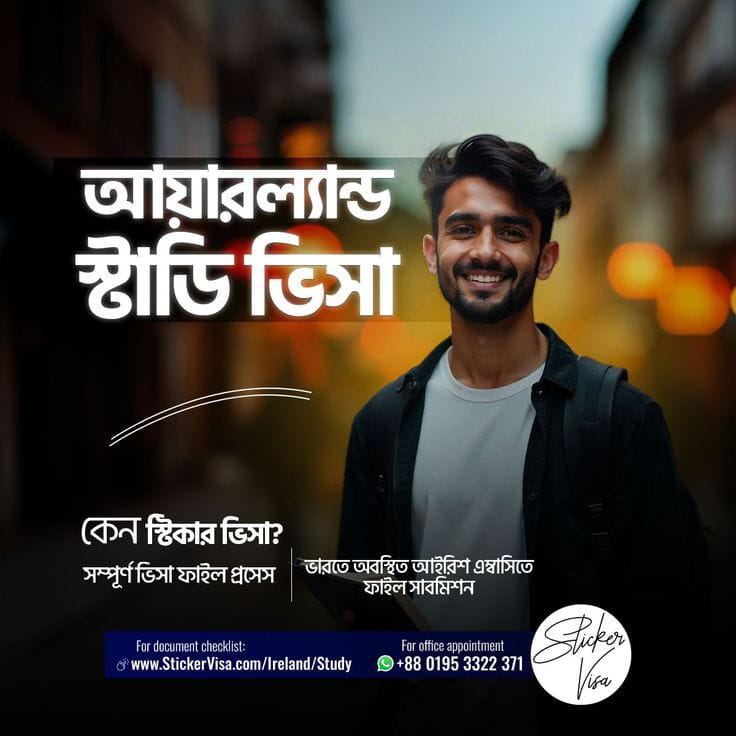 আয়ারল্যান্ড
স্টাডি ভিসা
কেন স্টিকার ভিসা?
সম্পূর্ণ ভিসা ফাইল প্রসেস
ভারতে অবস্থিত আইরিশ এম্বাসিতে
ফাইল সাবমিশন
For document checklist:
www.StickerVisa.com/Ireland/Study
For office appointment
+88 0195 3322 371
Sticker
Visa